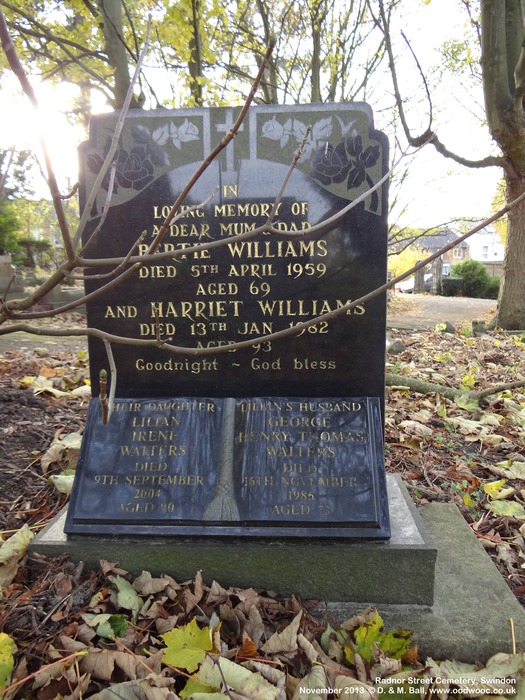 IN
LOVING MEMORY OF
A DEAR MUM & DAD
BERTIE WILLIAMS
DIED 5TH APRIL 1959
AGED 69
AND HARRIET WILLIAMS
DIED 13TH JAN 1982
AGED 93
Goodnight ~ God bless
THEIR DAUGHTER
LILIAN
IRENE
WALTERS
DIED
9TH SEPTEMBER
2004
AGED 90
LILIAN'S HUSBAND
GEORGE
HENRY THOMAS
WALTERS
DIED
16TH NOVEMBER
1985
AGED
Radnor Street Cemetery, Swindon
November 2013 © D. & M. Ball, www.oodwooc.co.uk